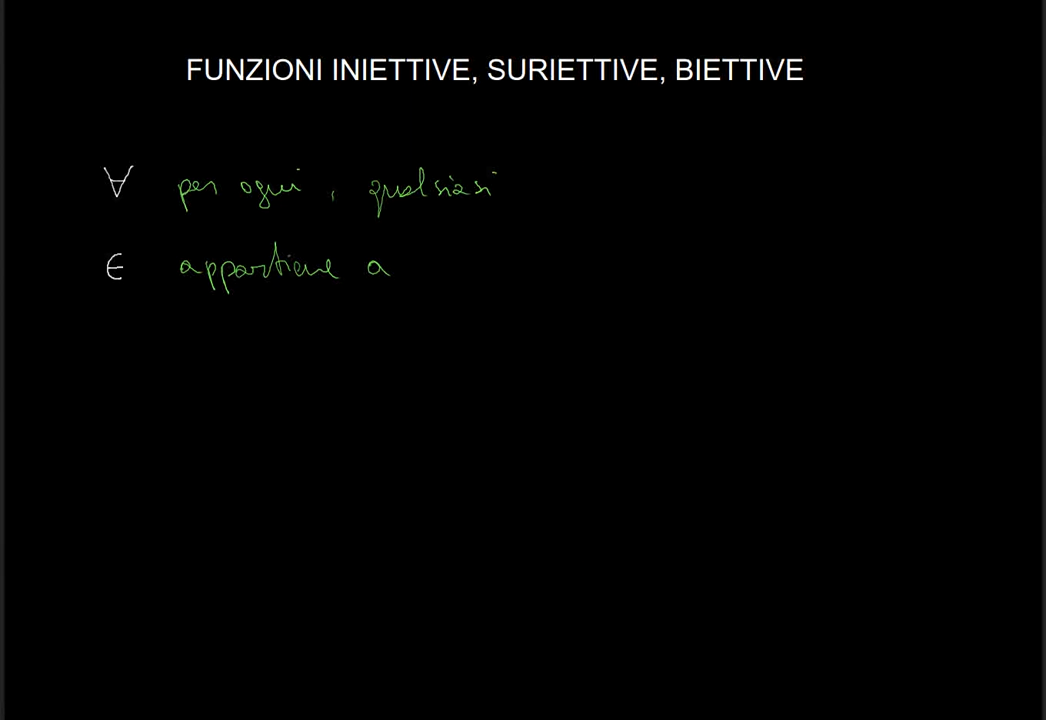 FUNZIONI INIETTIVE, SURIETTIVE, BIETTIVE
∀ per ogni, qualsiasi
∈ appartiene a